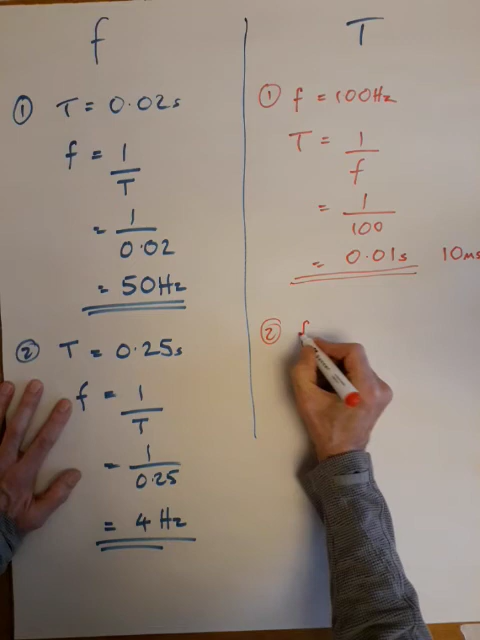 f
① T = 0.02s
f = 1/T
= 1/0.02
= 50Hz
② T = 0.25s
f = 1/T
= 1/0.25
= 4 Hz
T
① f = 100Hz
T = 1/f
= 1/100
= 0.01s 10ms
② f